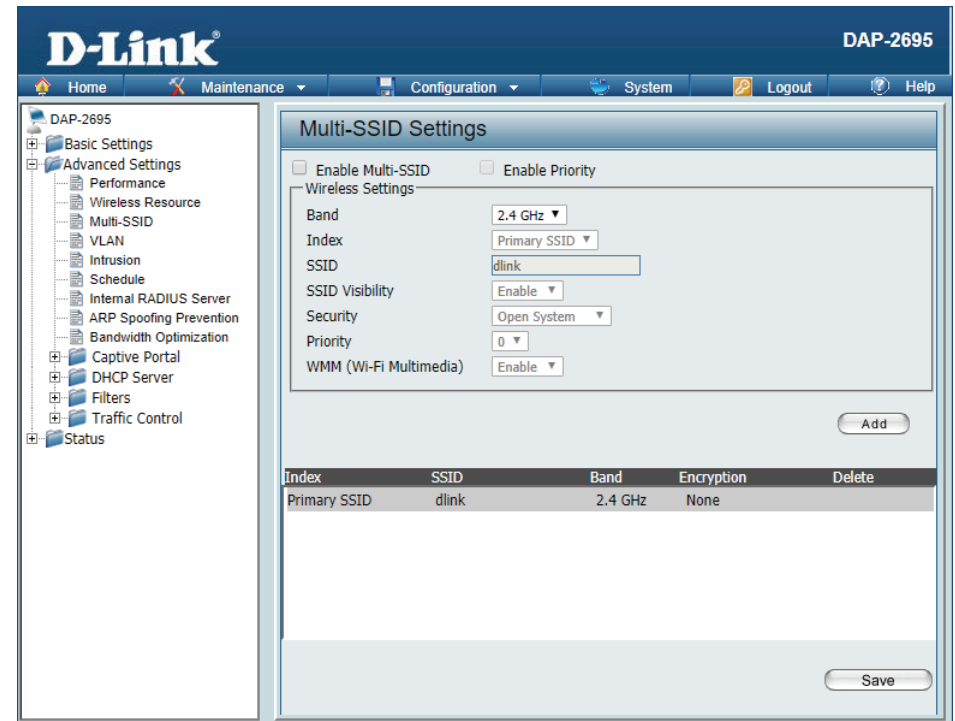 D-Link®
DAP-2695
Home Maintenance Configuration System Logout Help
DAP-2695
Basic Settings
Advanced Settings
Performance
Wireless Resource
Multi-SSID
VLAN
Intrusion
Schedule
Internal RADIUS Server
ARP Spoofing Prevention
Bandwidth Optimization
Captive Portal
DHCP Server
Filters
Traffic Control
Status
Multi-SSID Settings
Enable Multi-SSID Enable Priority
Wireless Settings
Band 2.4 GHz
Index Primary SSID
SSID dlink
SSID Visibility Enable
Security Open System
Priority 0
WMM (Wi-Fi Multimedia) Enable
Add
Index SSID Band Encryption Delete
Primary SSID dlink 2.4 GHz None
Save